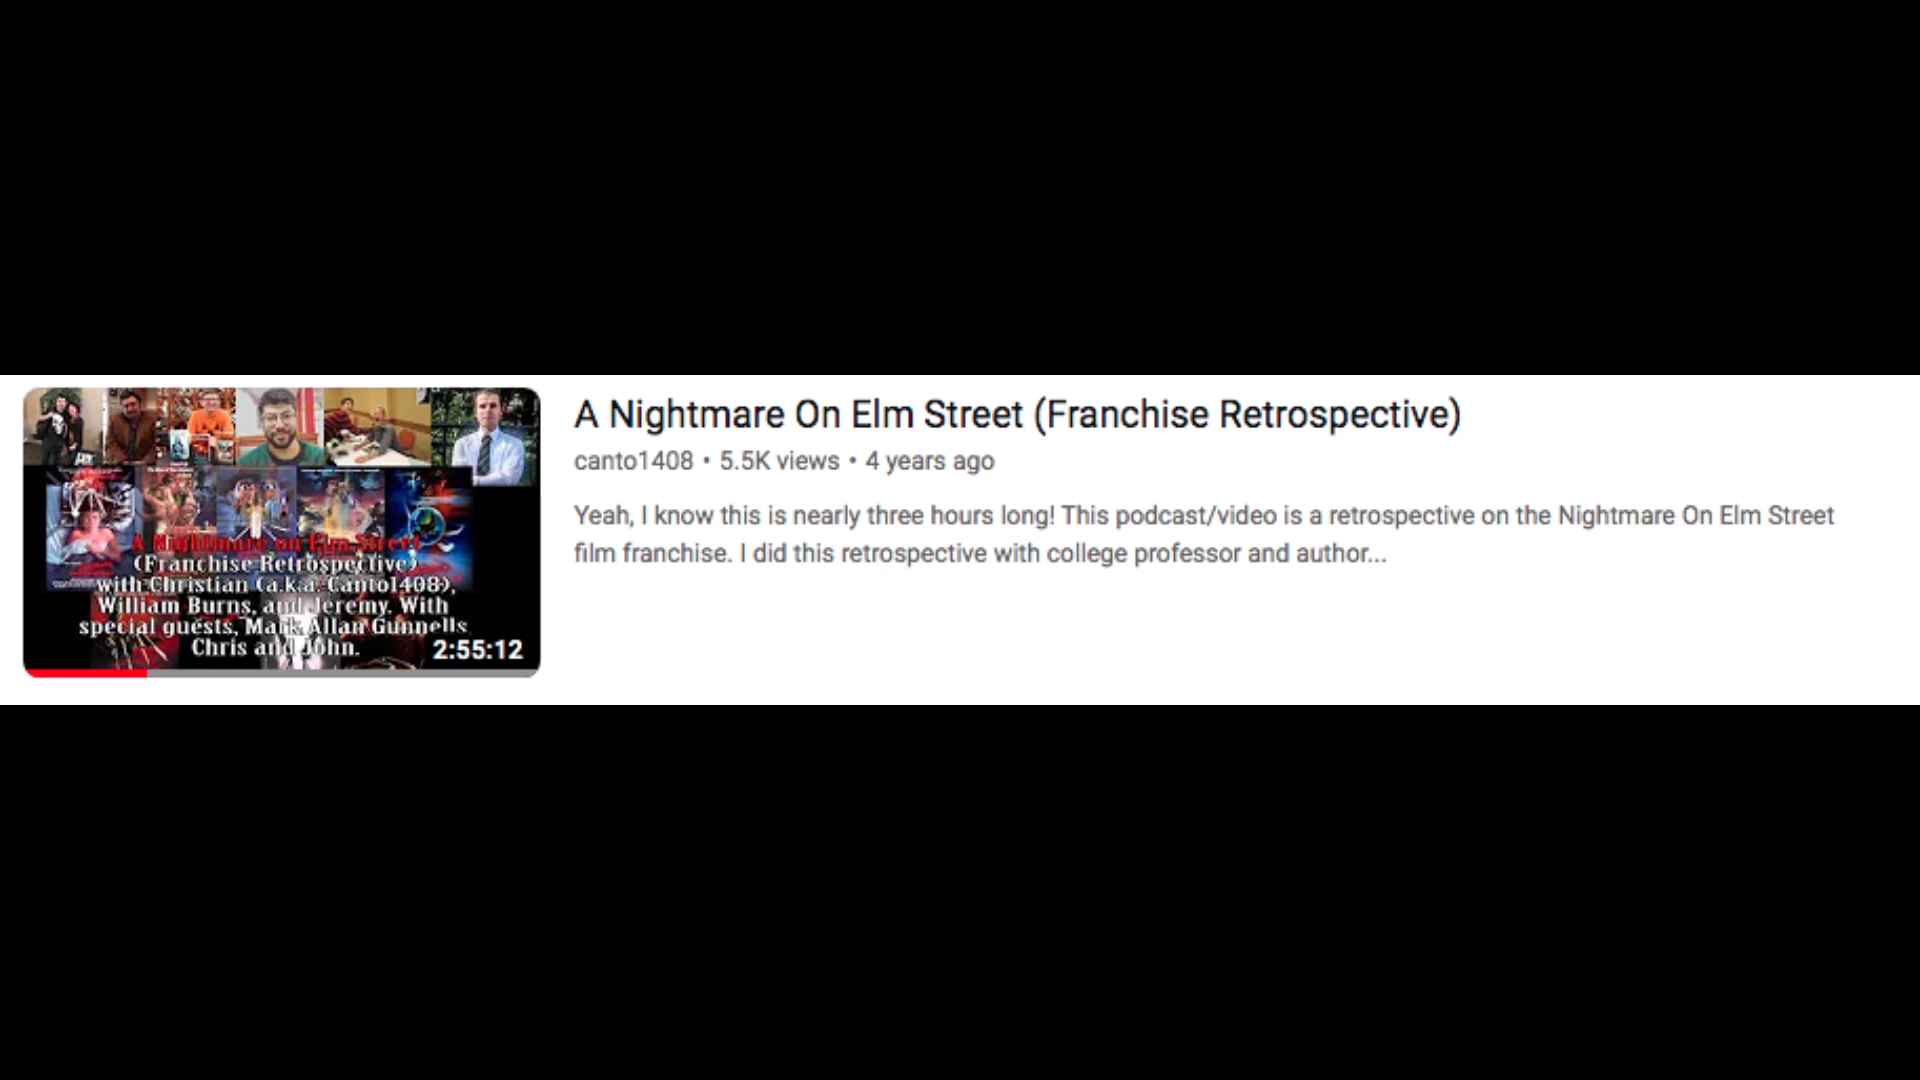 A Nightmare on Elm Street
(Franchise Retrospective)
with Christian (a.k.a. Canto1408),
William Burns, and Jeremy. With
special guests, Mark Allan Gunnells
Chris and John.
2:55:12
A Nightmare On Elm Street (Franchise Retrospective)
canto1408 • 5.5K views • 4 years ago
Yeah, I know this is nearly three hours long! This podcast/video is a retrospective on the Nightmare On Elm Street
film franchise. I did this retrospective with college professor and author...